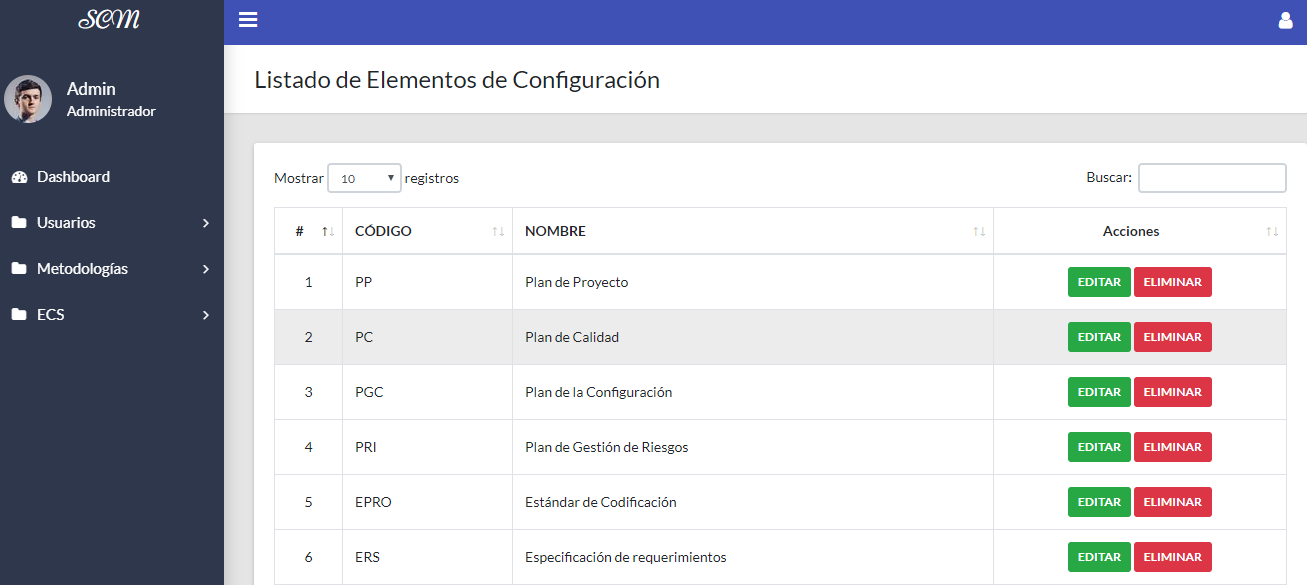 SCM
Admin
Administrador
Dashboard
Usuarios
Metodologías
ECS
Listado de Elementos de Configuración
Mostrar 10 registros
Buscar:
# CÓDIGO NOMBRE Acciones
1 PP Plan de Proyecto EDITAR ELIMINAR
2 PC Plan de Calidad EDITAR ELIMINAR
3 PGC Plan de la Configuración EDITAR ELIMINAR
4 PRI Plan de Gestión de Riesgos EDITAR ELIMINAR
5 EPRO Estándar de Codificación EDITAR ELIMINAR
6 ERS Especificación de requerimientos EDITAR ELIMINAR